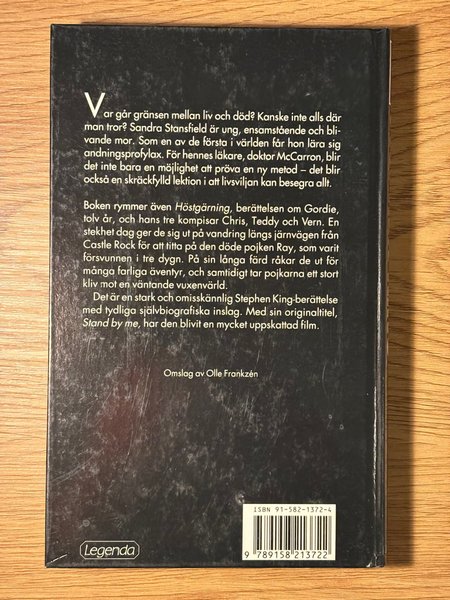 Var går gränsen mellan liv och död? Kanske inte alls där
man tror? Sandra Stansfield är ung, ensamstående och bli-
vande mor. Som en av de första i världen får hon lära sig
andningsprofylax. För hennes läkare, doktor McCarron, blir
det inte bara en möjlighet att pröva en ny metod – det blir
också en skräckfylld lektion i att livsviljan kan besegra allt.
Boken rymmer även Höstgärning, berättelsen om Gordie,
tolv år, och hans tre kompisar Chris, Teddy och Vern. En
stekhet dag ger de sig ut på vandring längs järnvägen från
Castle Rock för att titta på den döde pojken Ray, som varit
försvunnen i tre dygn. På sin långa färd råkar de ut för
många farliga äventyr, och samtidigt tar pojkarna ett stort
kliv mot en väntande vuxenvärld.
Det är en stark och omisskännlig Stephen King-berättelse
med tydliga självbiografiska inslag. Med sin originaltitel,
Stand by me, har den blivit en mycket uppskattad film.
Omslag av Olle Frankzén
ISBN 91-582-1372-4
9 789158 213722
Legenda